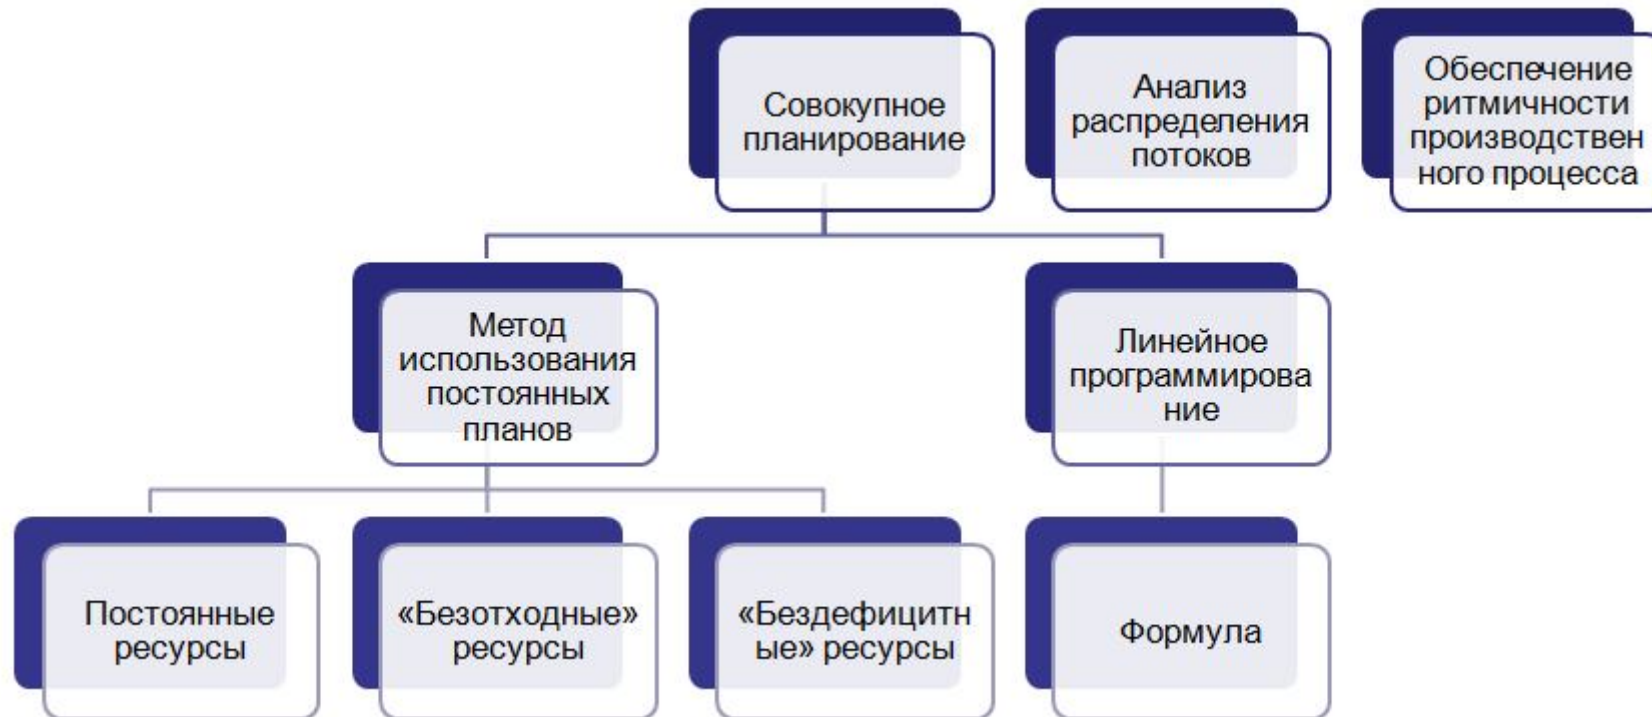 Совокупное
планирование
Анализ
распределения
потоков
Обеспечение
ритмичности
производствен
ного процесса
Метод
использования
постоянных
планов
Линейное
программирова
ние
Постоянные
ресурсы
«Безотходные»
ресурсы
«Бездефицитн
ые» ресурсы
Формула